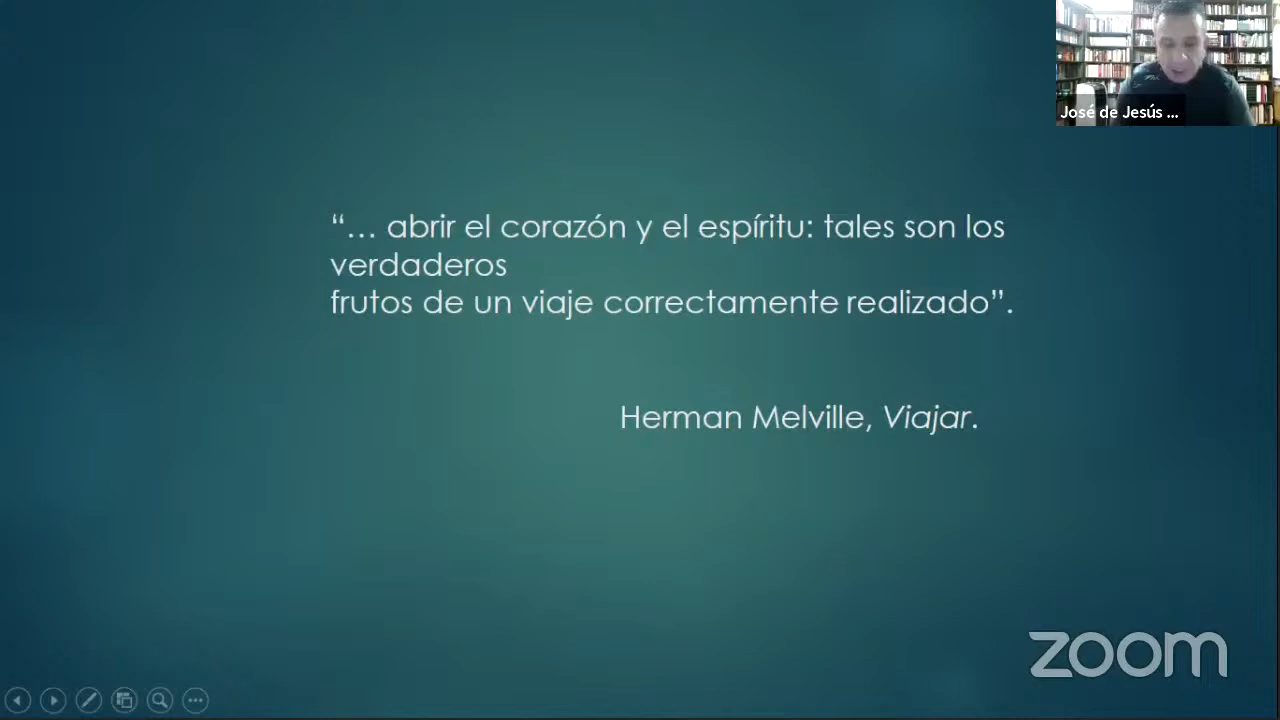 José de Jesús ...
“… abrir el corazón y el espíritu: tales son los
verdaderos
frutos de un viaje correctamente realizado”.
Herman Melville, Viajar.
zoom